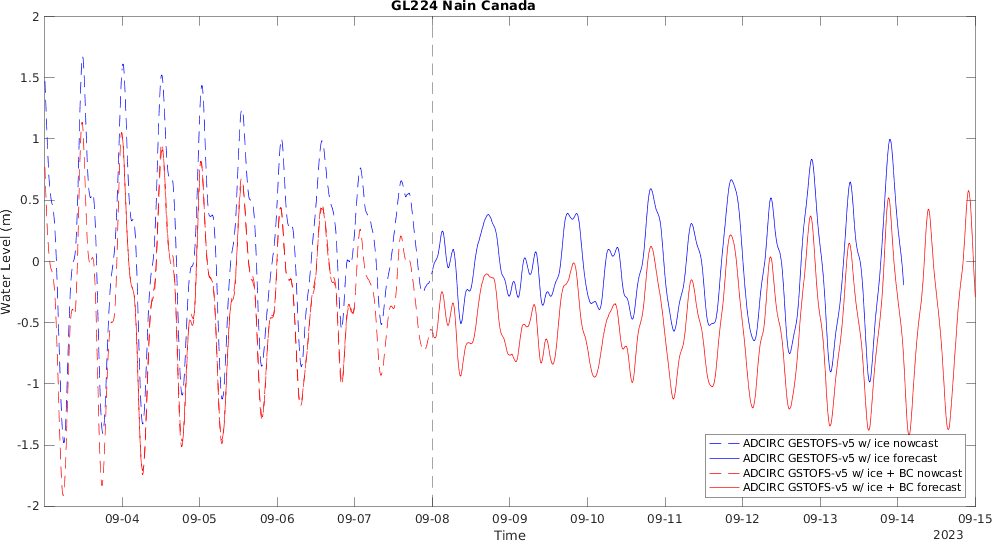 GL224 Nain Canada
2
1.5
1
0.5
0
-0.5
-1
-1.5
-2
Water Level (m)
09-04 09-05 09-06 09-07 09-08 09-09 09-10 09-11 09-12 09-13 09-14 09-15
Time
2023
ADCIRC GESTOFS-v5 w/ ice nowcast
ADCIRC GESTOFS-v5 w/ ice forecast
ADCIRC GSTOFS-v5 w/ ice + BC nowcast
ADCIRC GSTOFS-v5 w/ ice + BC forecast